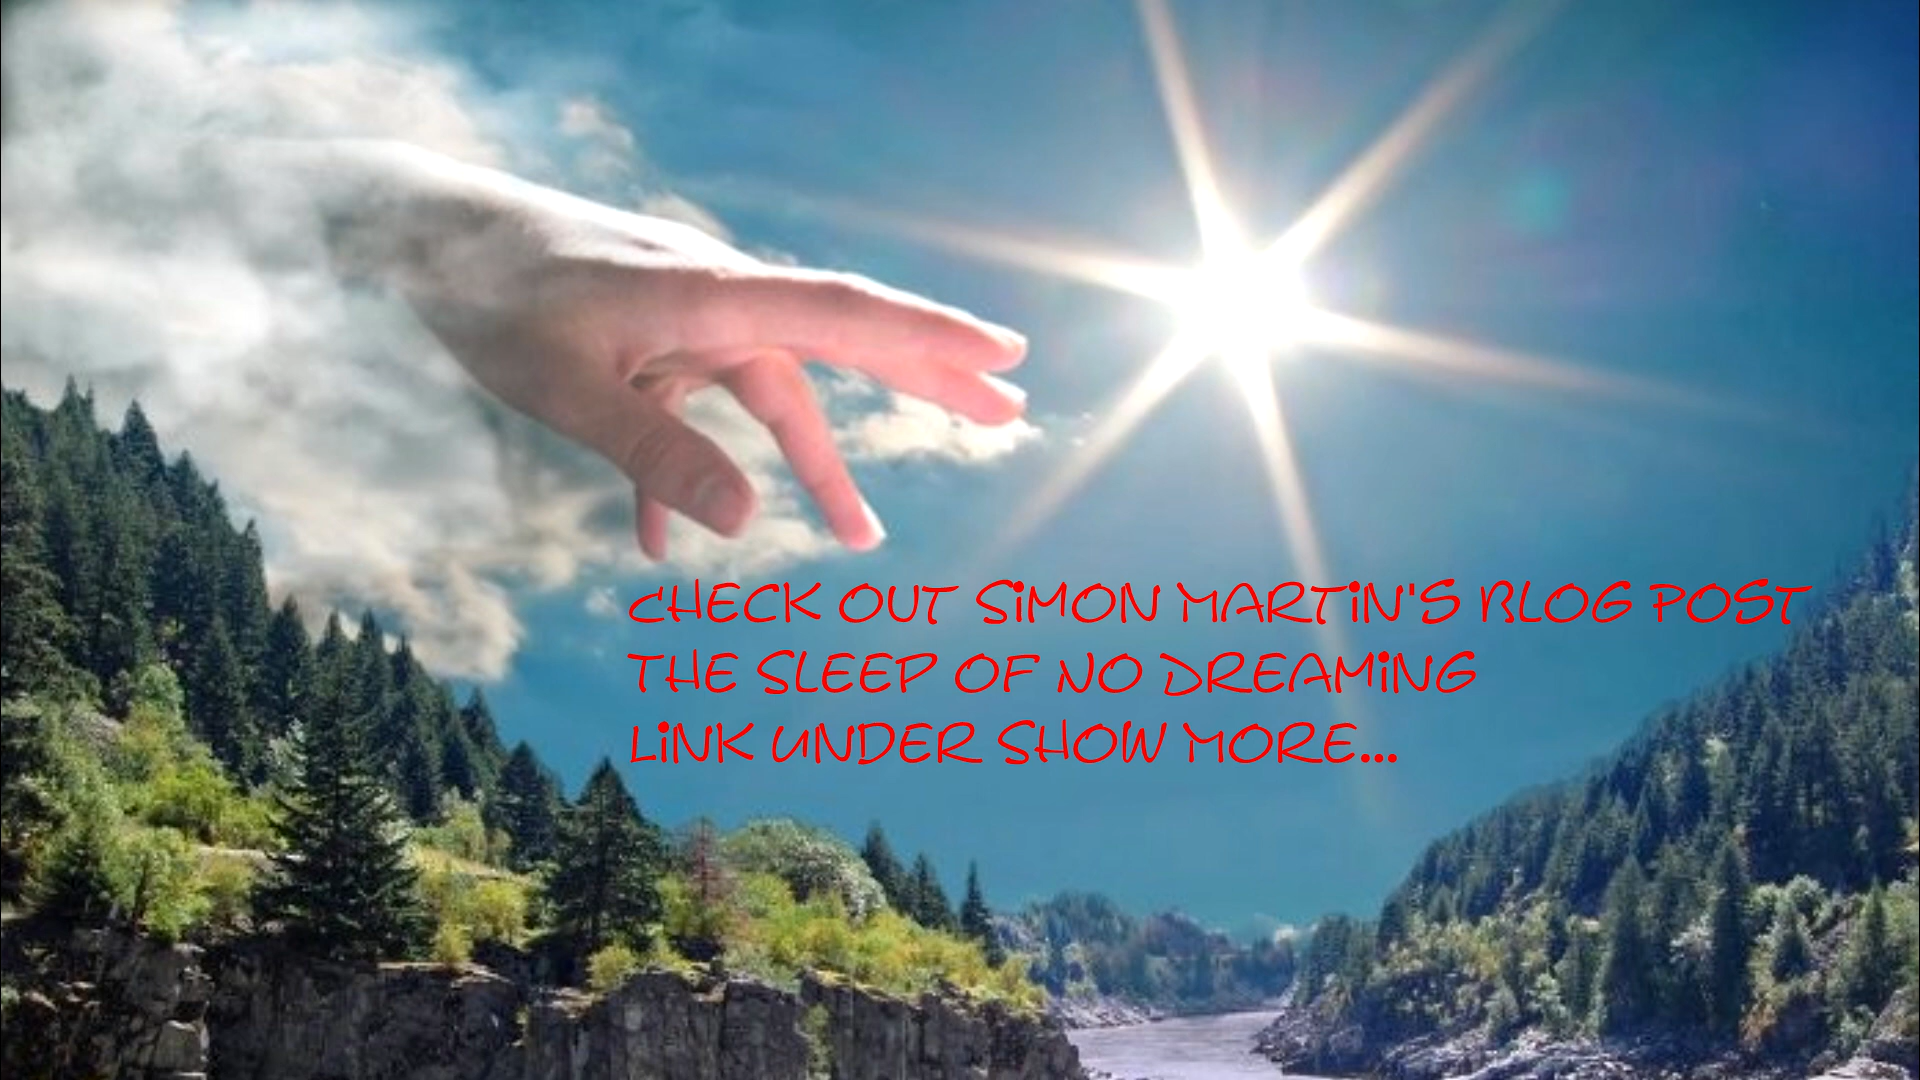 CHECK OUT SIMON MARTIN'S BLOG POST
THE SLEEP OF NO DREAMING
LINK UNDER SHOW MORE...